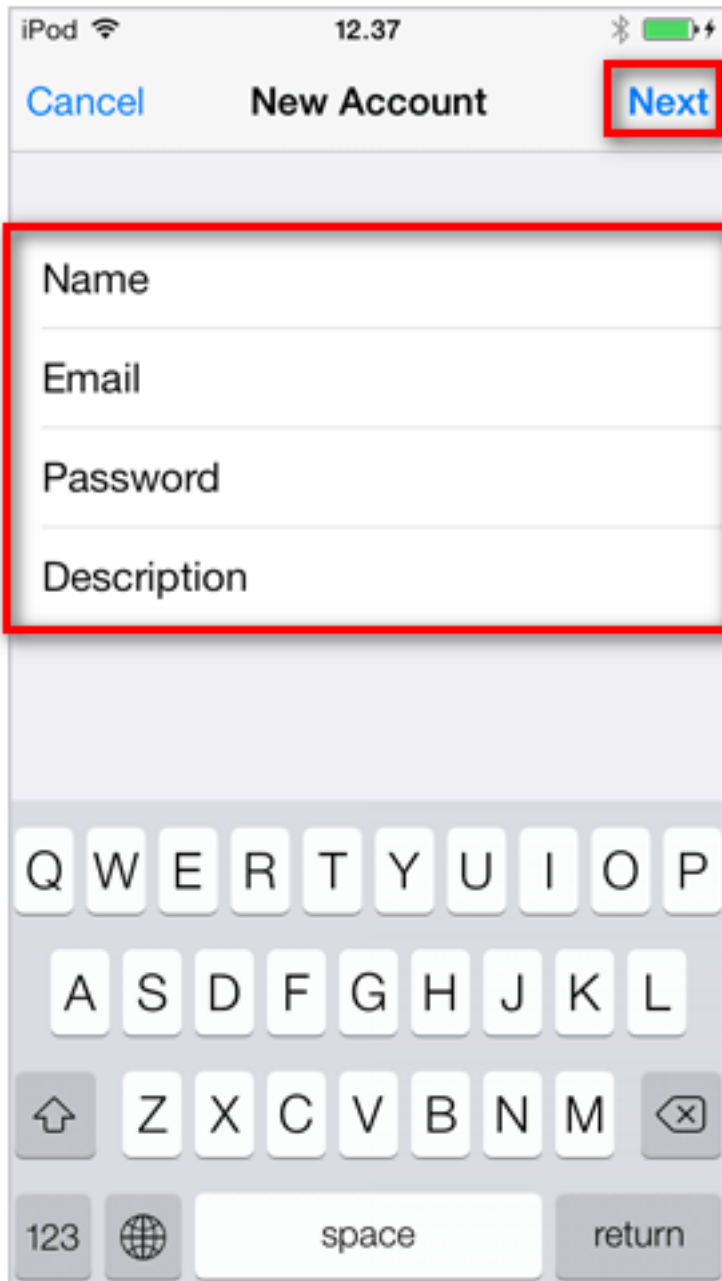 iPod 12.37
Cancel New Account Next
Name
Email
Password
Description
Q W E R T Y U I O P
A S D F G H J K L
Z X C V B N M
123 space return